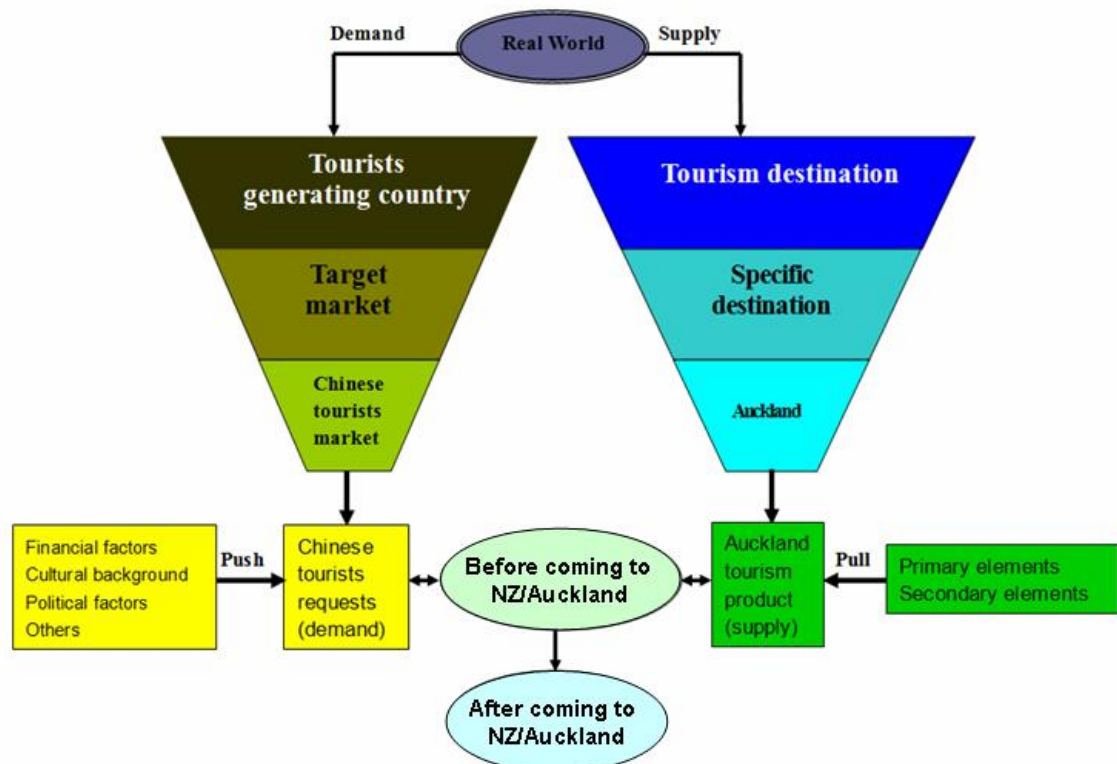 Demand
Real World
Supply
Tourists
generating country
Tourism destination
Target
market
Specific
destination
Chinese
tourists
market
Auckland
Financial factors
Cultural background
Political factors
Others
Push
Chinese
tourists
requests
(demand)
Before coming to
NZ/Auckland
Auckland
tourism
product
(supply)
Pull
Primary elements
Secondary elements
After coming to
NZ/Auckland